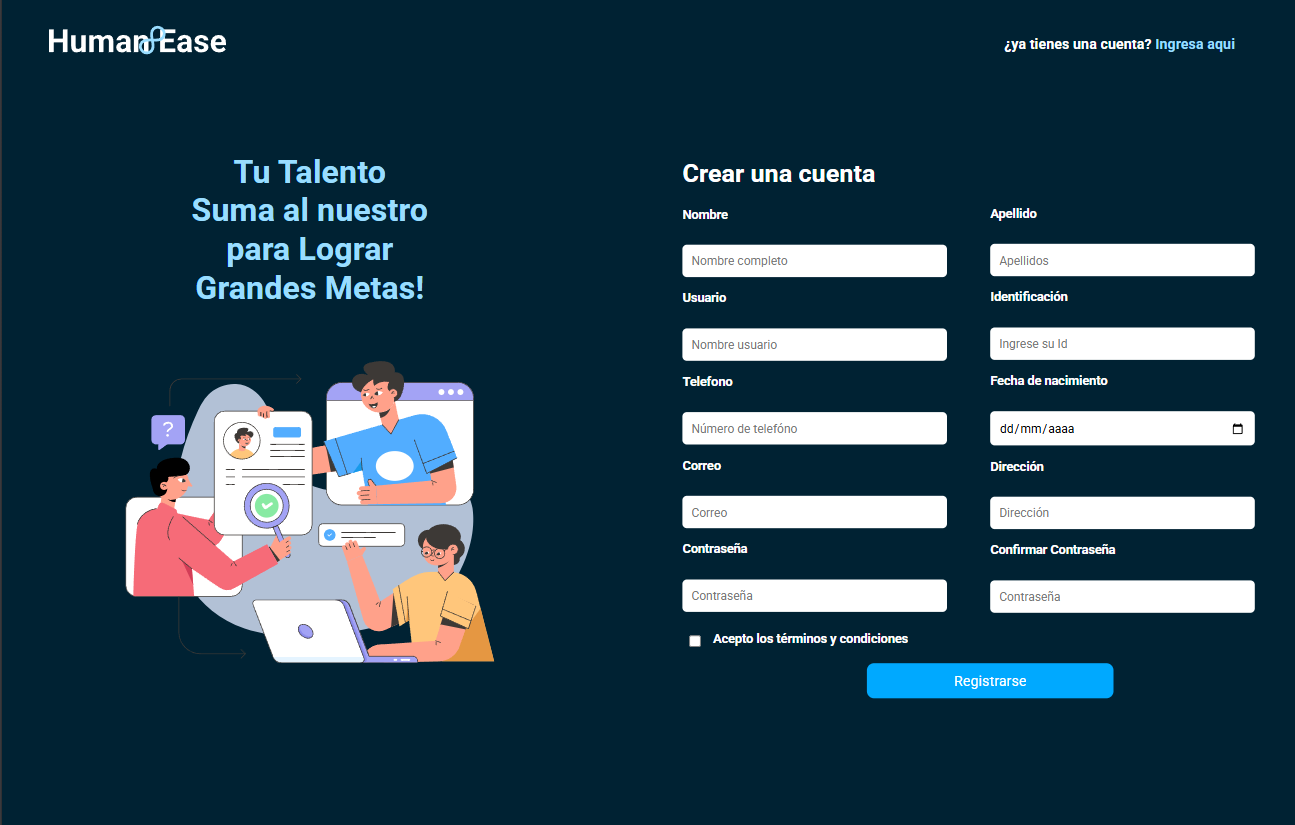 Human Ease
¿ya tienes una cuenta? Ingresa aqui
Tu Talento
Suma al nuestro
para Lograr
Grandes Metas!
?
Crear una cuenta
Nombre
Apellido
Nombre completo
Apellidos
Usuario
Identificación
Nombre usuario
Ingrese su Id
Telefono
Fecha de nacimiento
Número de telefóno
dd/mm/aaaa
Correo
Dirección
Correo
Dirección
Contraseña
Confirmar Contraseña
Contraseña
Contraseña
Acepto los términos y condiciones
Registrarse